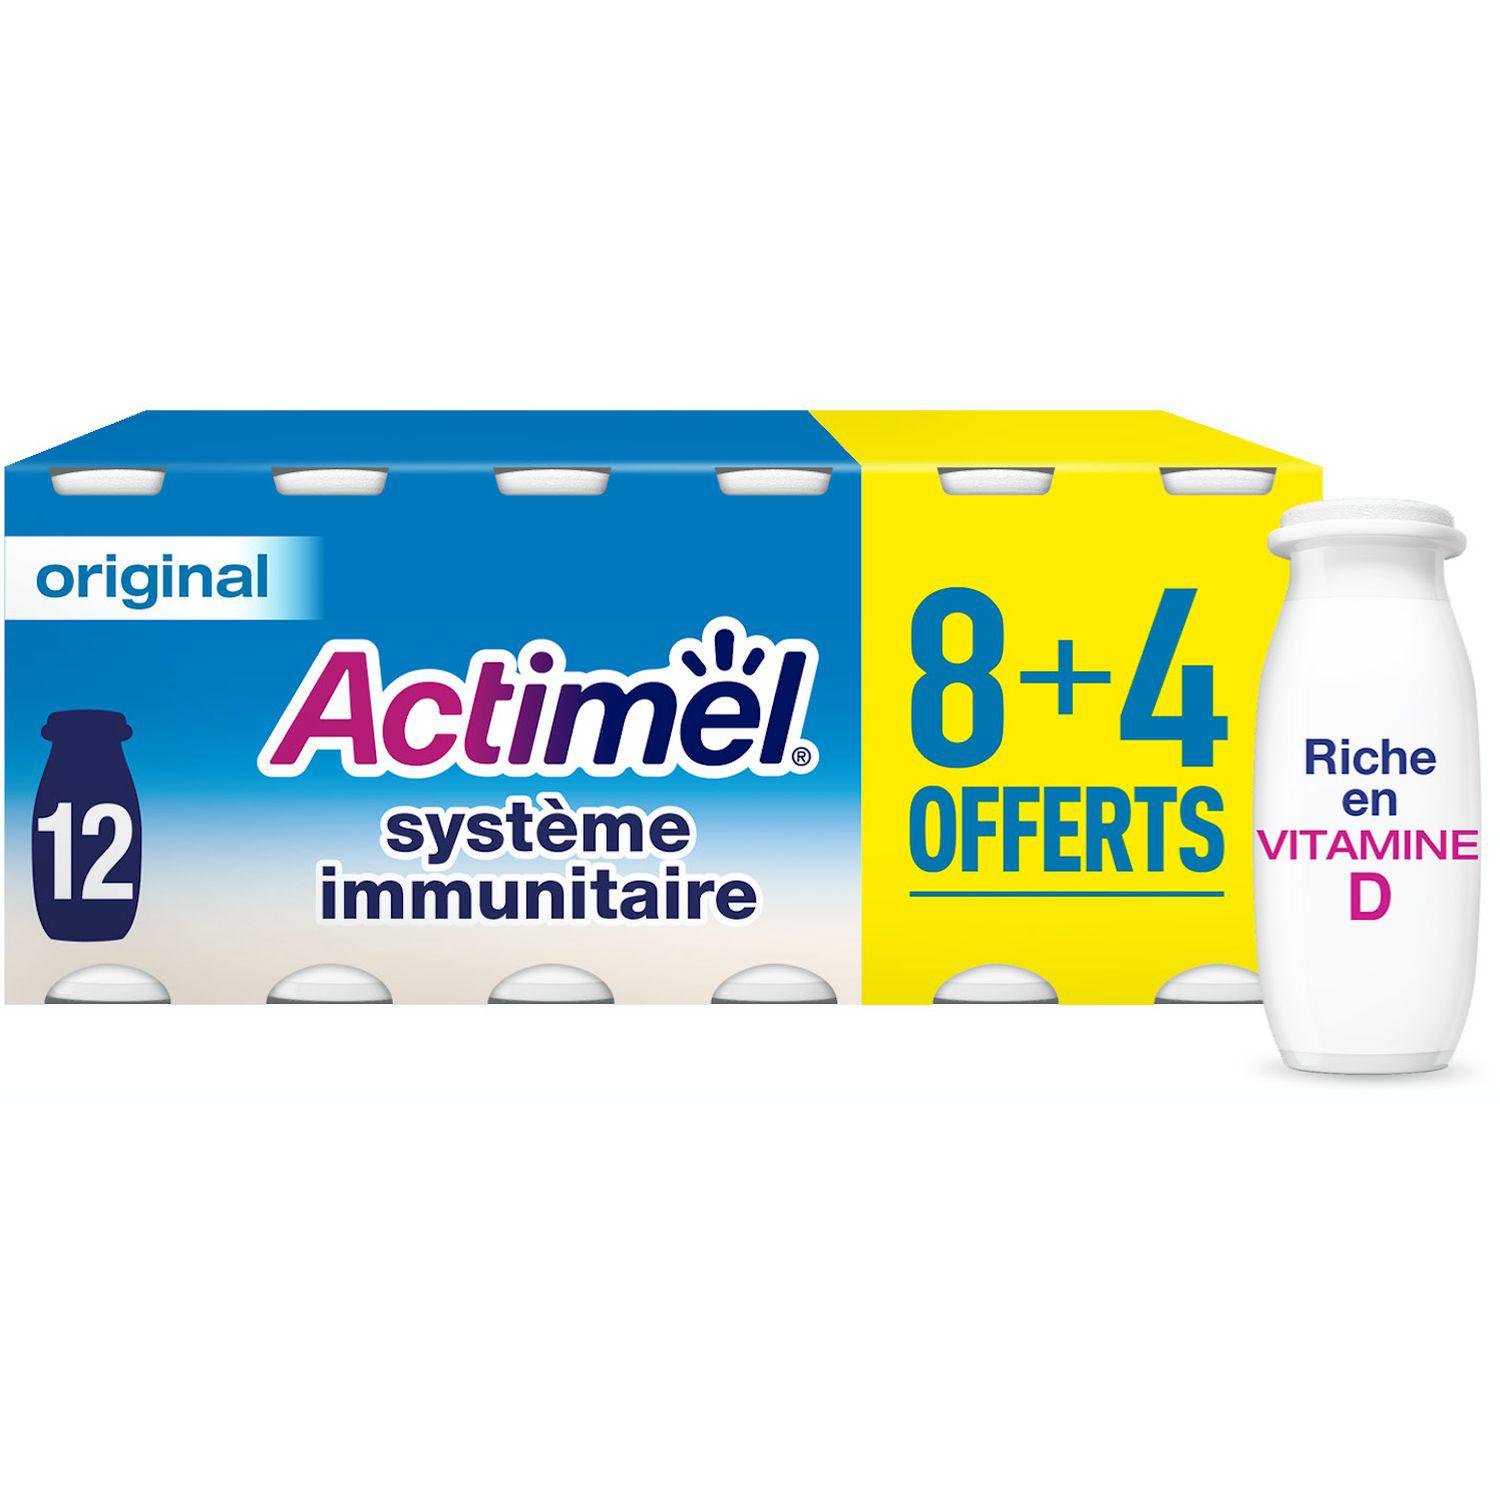 original
Actimel®
système
immunitaire
12
8+4
OFFERTS
Riche
en
VITAMINE
D